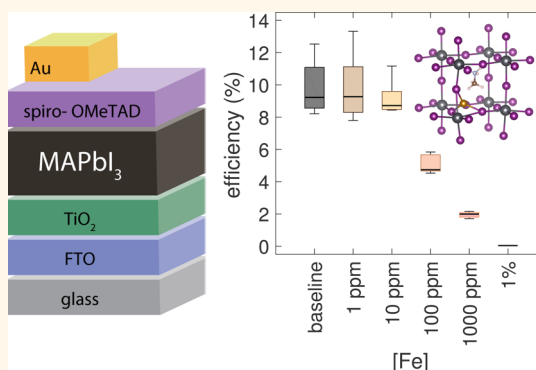 Au
spiro- OMeTAD
MAPbI₃
TiO₂
FTO
glass
efficiency (%)
14
12
10
8
6
4
2
0
baseline
1 ppm
10 ppm
100 ppm
1000 ppm
1%
[Fe]